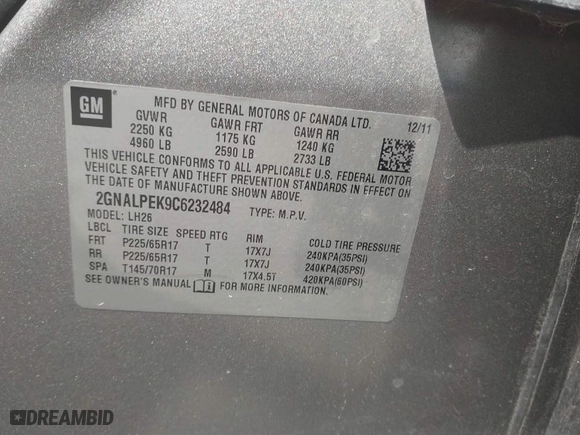 GM
MFD BY GENERAL MOTORS OF CANADA LTD. 12/11
GVWR GAWR FRT GAWR RR
2250 KG 1175 KG 1240 KG
4960 LB 2590 LB 2733 LB
THIS VEHICLE CONFORMS TO ALL APPLICABLE U.S. FEDERAL MOTOR
VEHICLE SAFETY AND THEFT PREVENTION STANDARDS IN EFFECT ON
THE DATE OF MANUFACTURE SHOWN ABOVE.
2GNALPEK9C6232484 TYPE: M.P.V.
MODEL: LH26
LBCL TIRE SIZE SPEED RTG RIM COLD TIRE PRESSURE
FRT P225/65R17 T 17X7J 240KPA(35PSI)
RR P225/65R17 T 17X7J 240KPA(35PSI)
SPA T145/70R17 M 17X4.5T 420KPA(60PSI)
SEE OWNER'S MANUAL FOR MORE INFORMATION.
DREAMBID